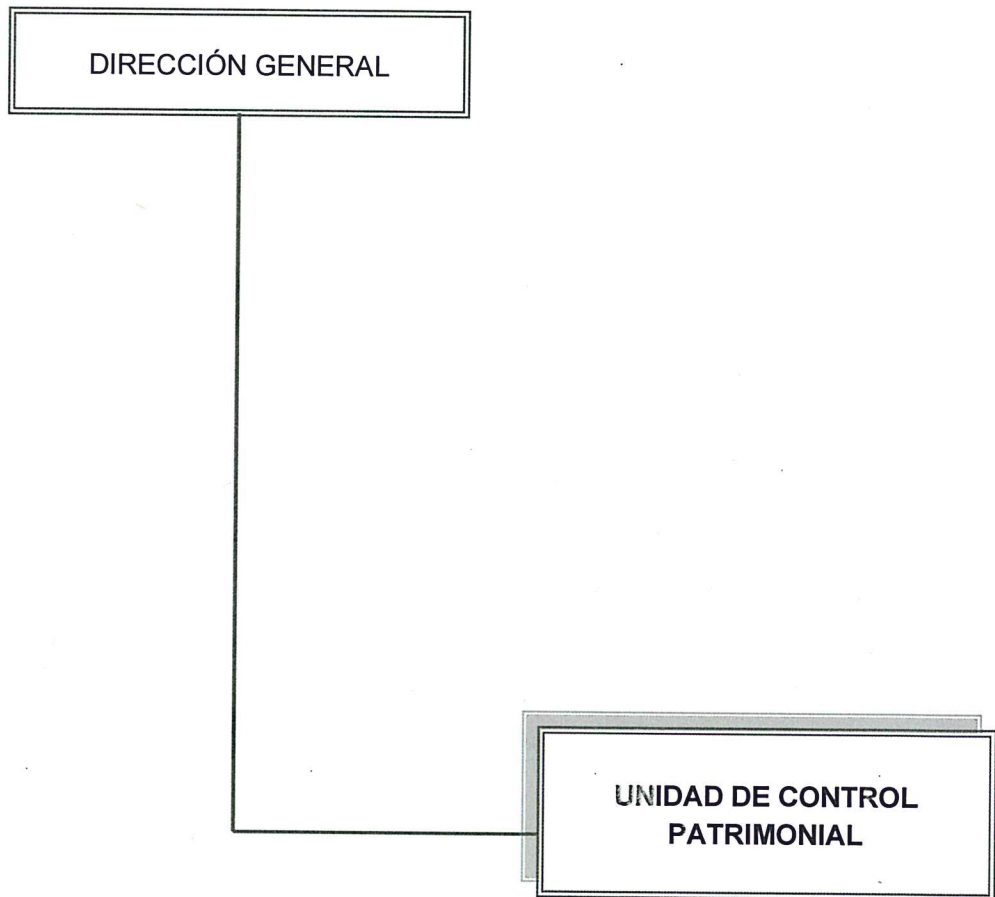 DIRECCIÓN GENERAL
UNIDAD DE CONTROL
PATRIMONIAL